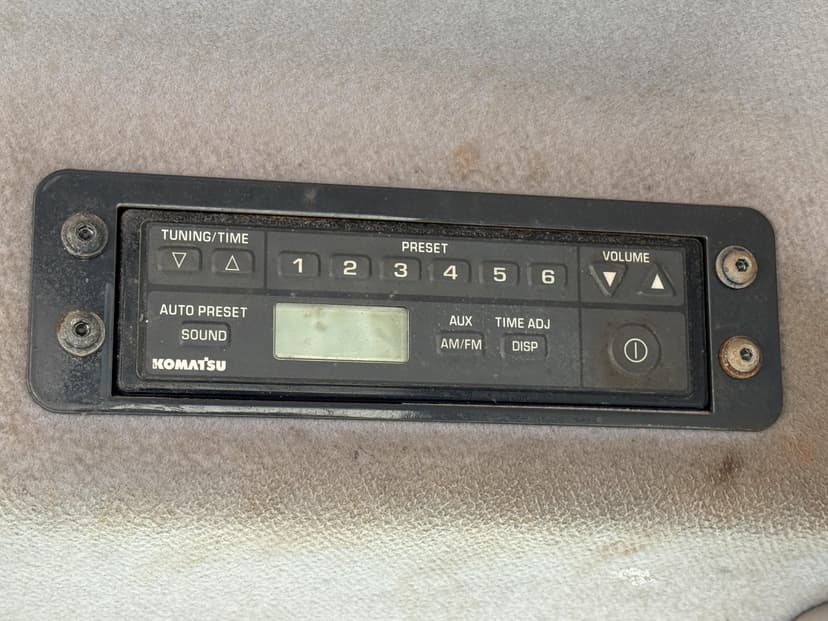 TUNING/TIME
▽ △
PRESET
1 2 3 4 5 6
VOLUME
▼ ▲
AUTO PRESET
SOUND
AUX
AM/FM
TIME ADJ
DISP
KOMATSU